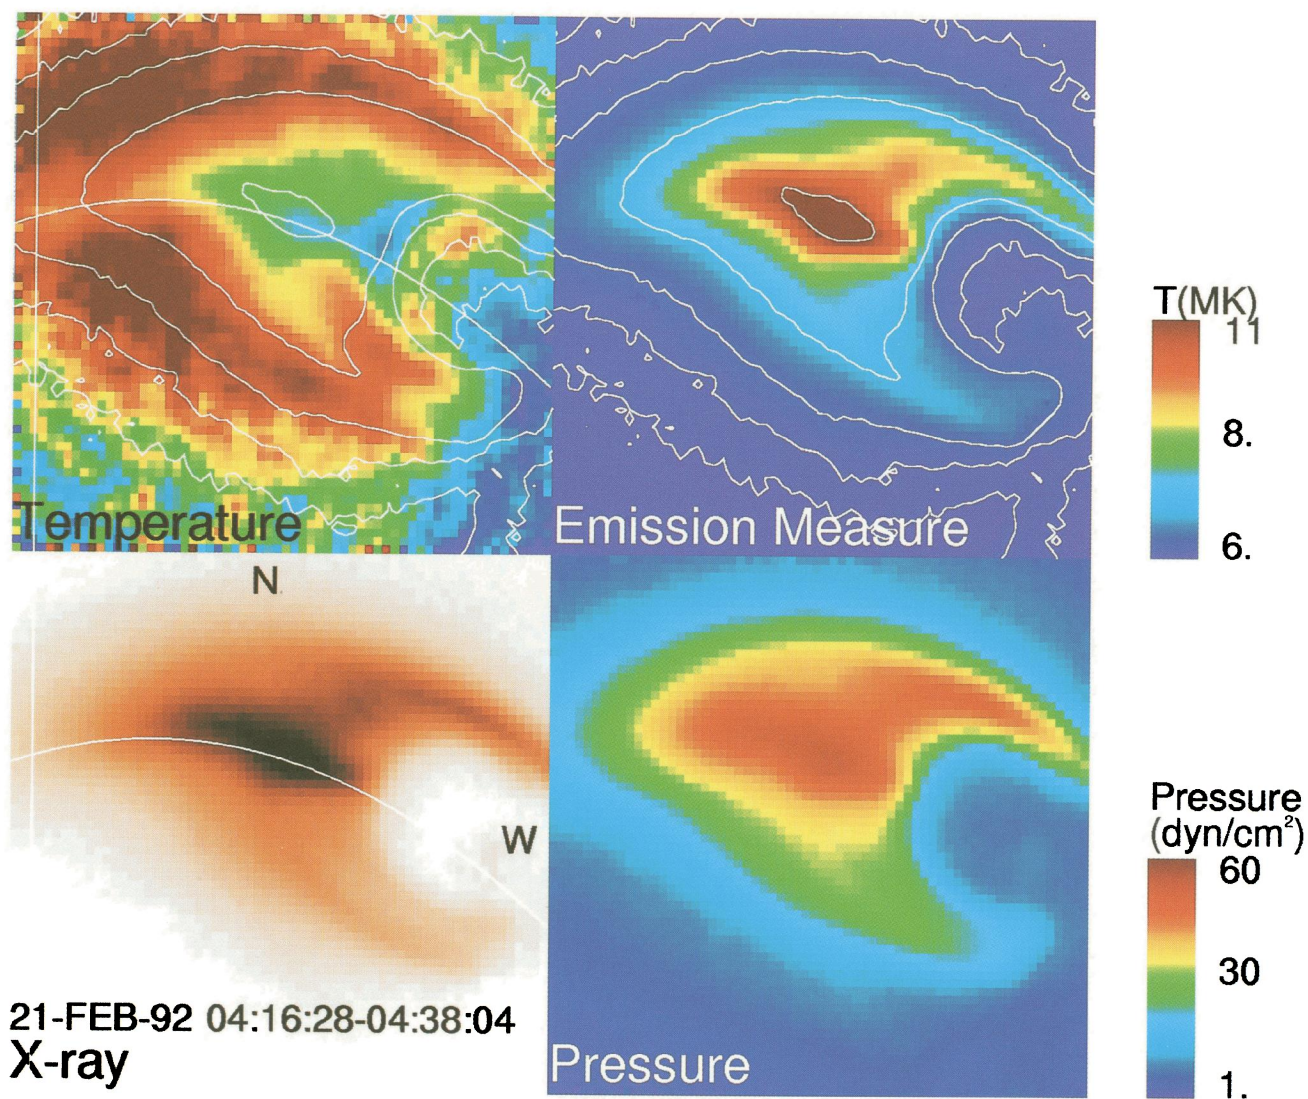 Temperature
Emission Measure
T(MK)
11
8.
6.
N
W
21-FEB-92 04:16:28-04:38:04
X-ray
Pressure
Pressure
(dyn/cm²)
60
30
1.